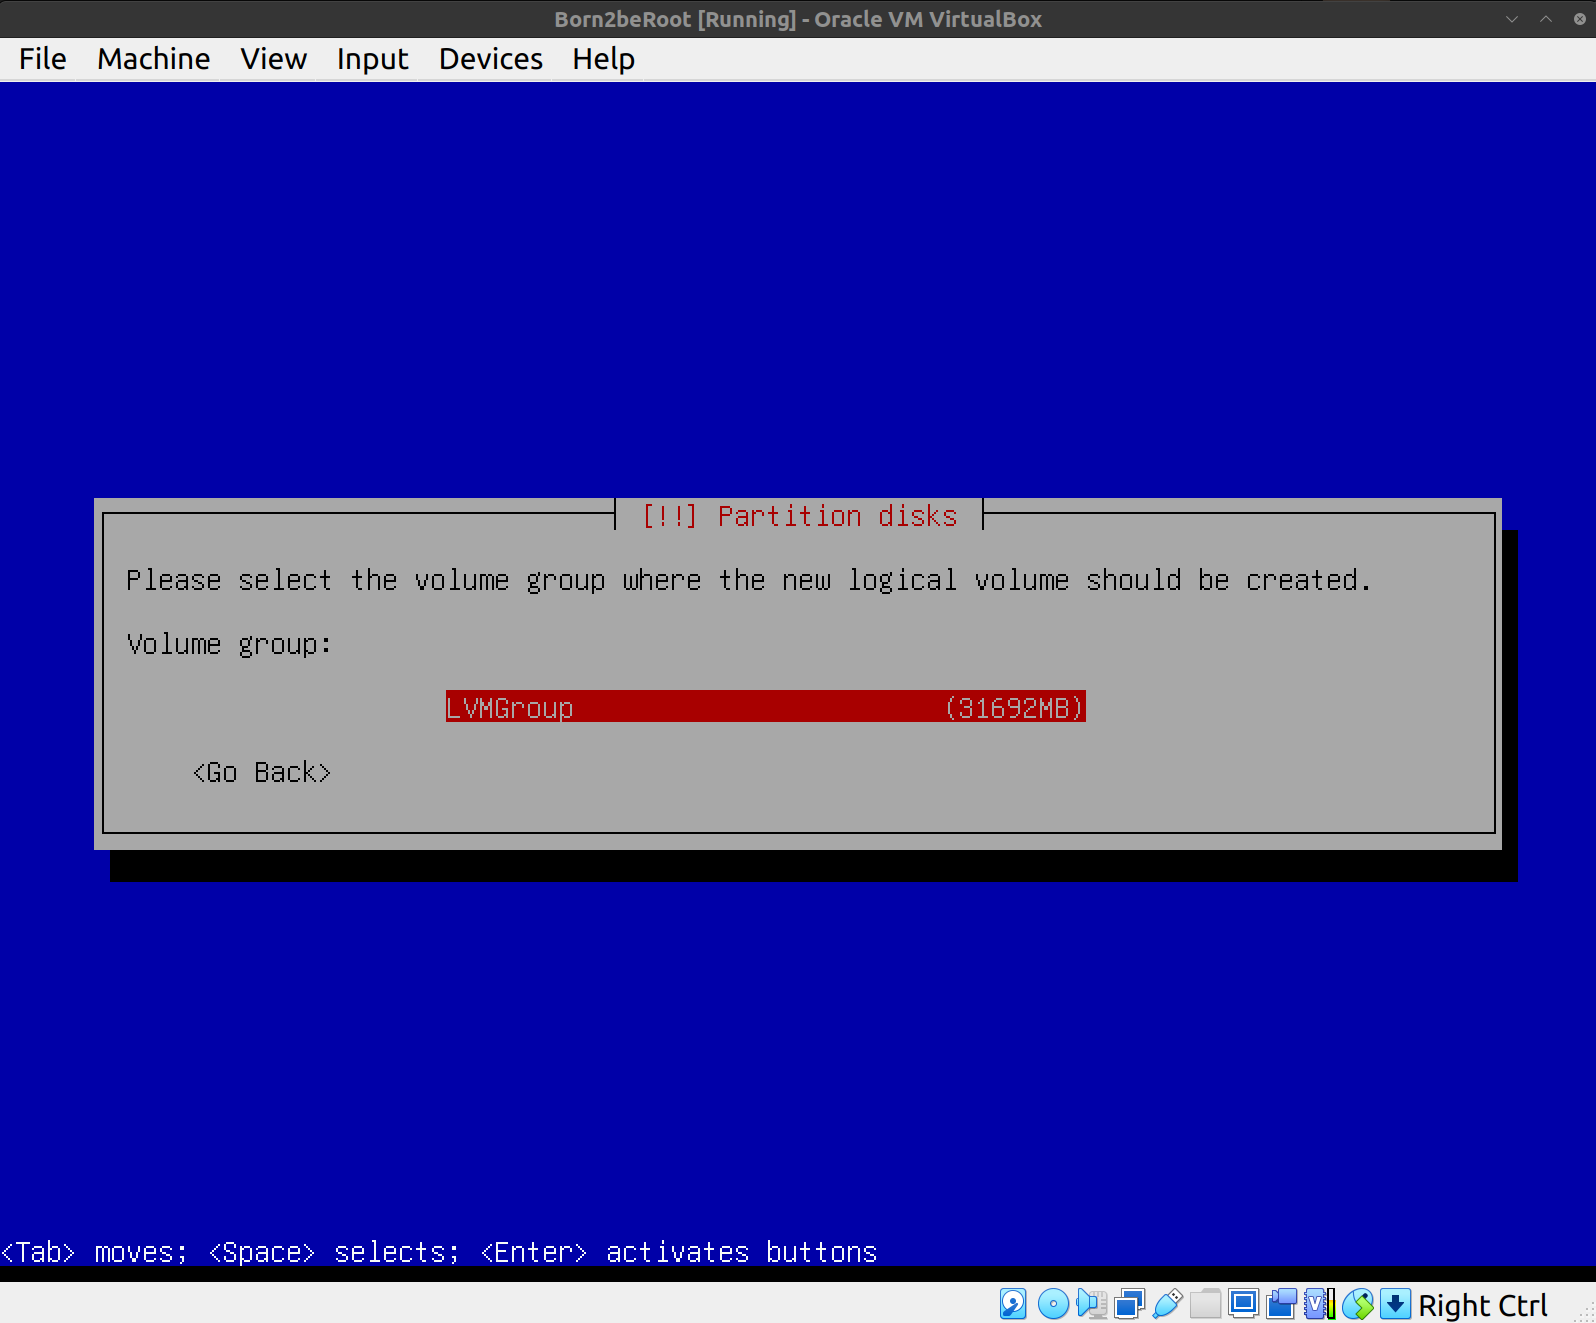 Born2beRoot [Running] - Oracle VM VirtualBox
File Machine View Input Devices Help
[!!] Partition disks
Please select the volume group where the new logical volume should be created.
Volume group:
LVMGroup (31692MB)
<Go Back>
<Tab> moves; <Space> selects; <Enter> activates buttons
Right Ctrl